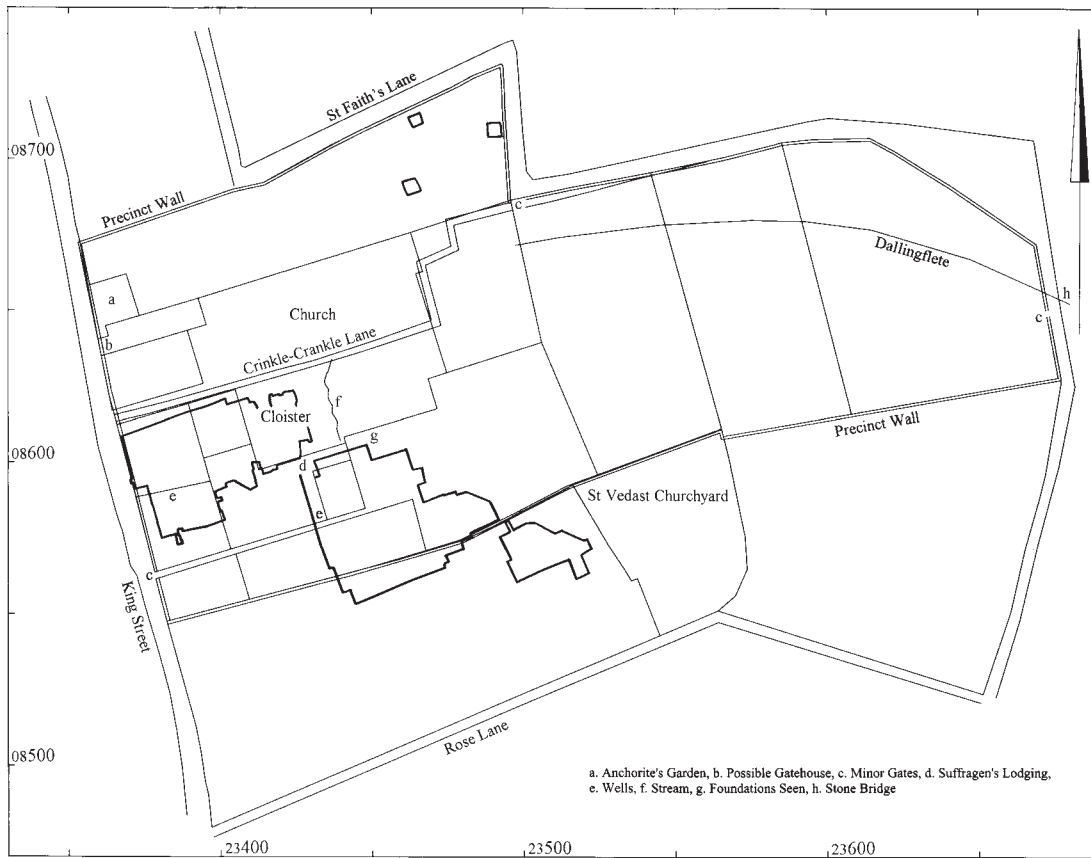 St Faith's Lane
08700
Precinct Wall
c
Dallingflete
a
h
Church
c
b
Crinkle-Crankle Lane
f
Cloister
Precinct Wall
g
08600
d
e
St Vedast Churchyard
e
c
King Street
Rose Lane
08500
a. Anchorite's Garden, b. Possible Gatehouse, c. Minor Gates, d. Suffragen's Lodging,
e. Wells, f. Stream, g. Foundations Seen, h. Stone Bridge
23400
23500
23600